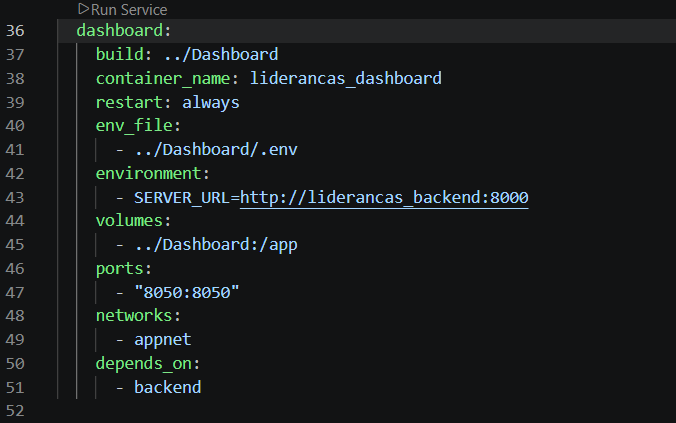 ▷Run Service
36 dashboard:
37 build: ../Dashboard
38 container_name: liderancas_dashboard
39 restart: always
40 env_file:
41 - ../Dashboard/.env
42 environment:
43 - SERVER_URL=http://liderancas_backend:8000
44 volumes:
45 - ../Dashboard:/app
46 ports:
47 - "8050:8050"
48 networks:
49 - appnet
50 depends_on:
51 - backend
52